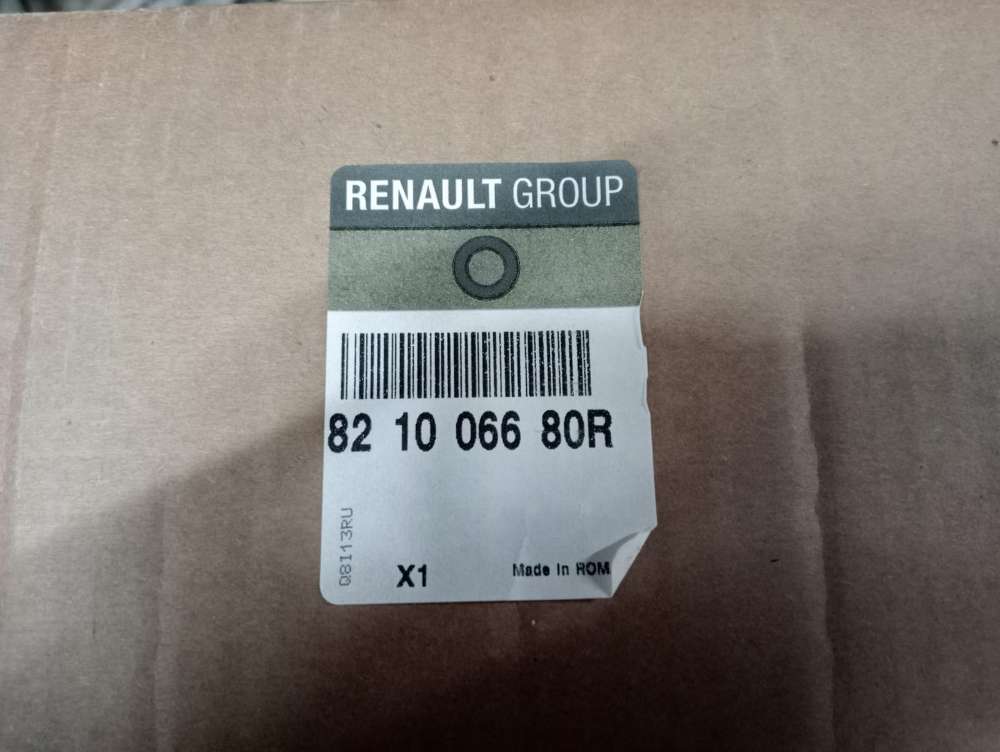 RENAULT GROUP
82 10 066 80R
Q8113RU
X1
Made In ROM